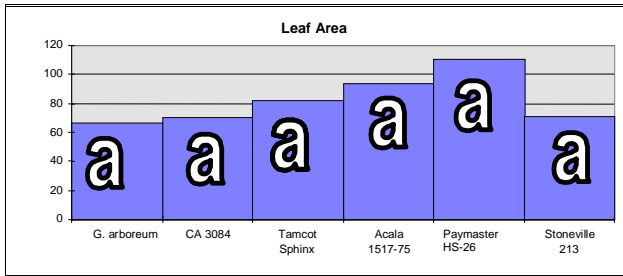 Leaf Area
120
100
80
60
40
20
0
a a a a a a
G. arboreum CA 3084 Tamcot Acala Paymaster Stoneville
Sphinx 1517-75 HS-26 213